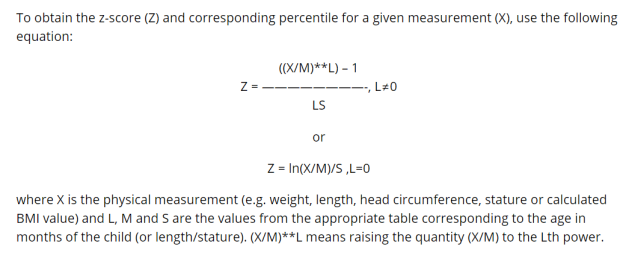 To obtain the z-score (Z) and corresponding percentile for a given measurement (X), use the following
equation:
((X/M)**L) – 1
Z = ————————-, L≠0
LS
or
Z = ln(X/M)/S ,L=0
where X is the physical measurement (e.g. weight, length, head circumference, stature or calculated
BMI value) and L, M and S are the values from the appropriate table corresponding to the age in
months of the child (or length/stature). (X/M)**L means raising the quantity (X/M) to the Lth power.